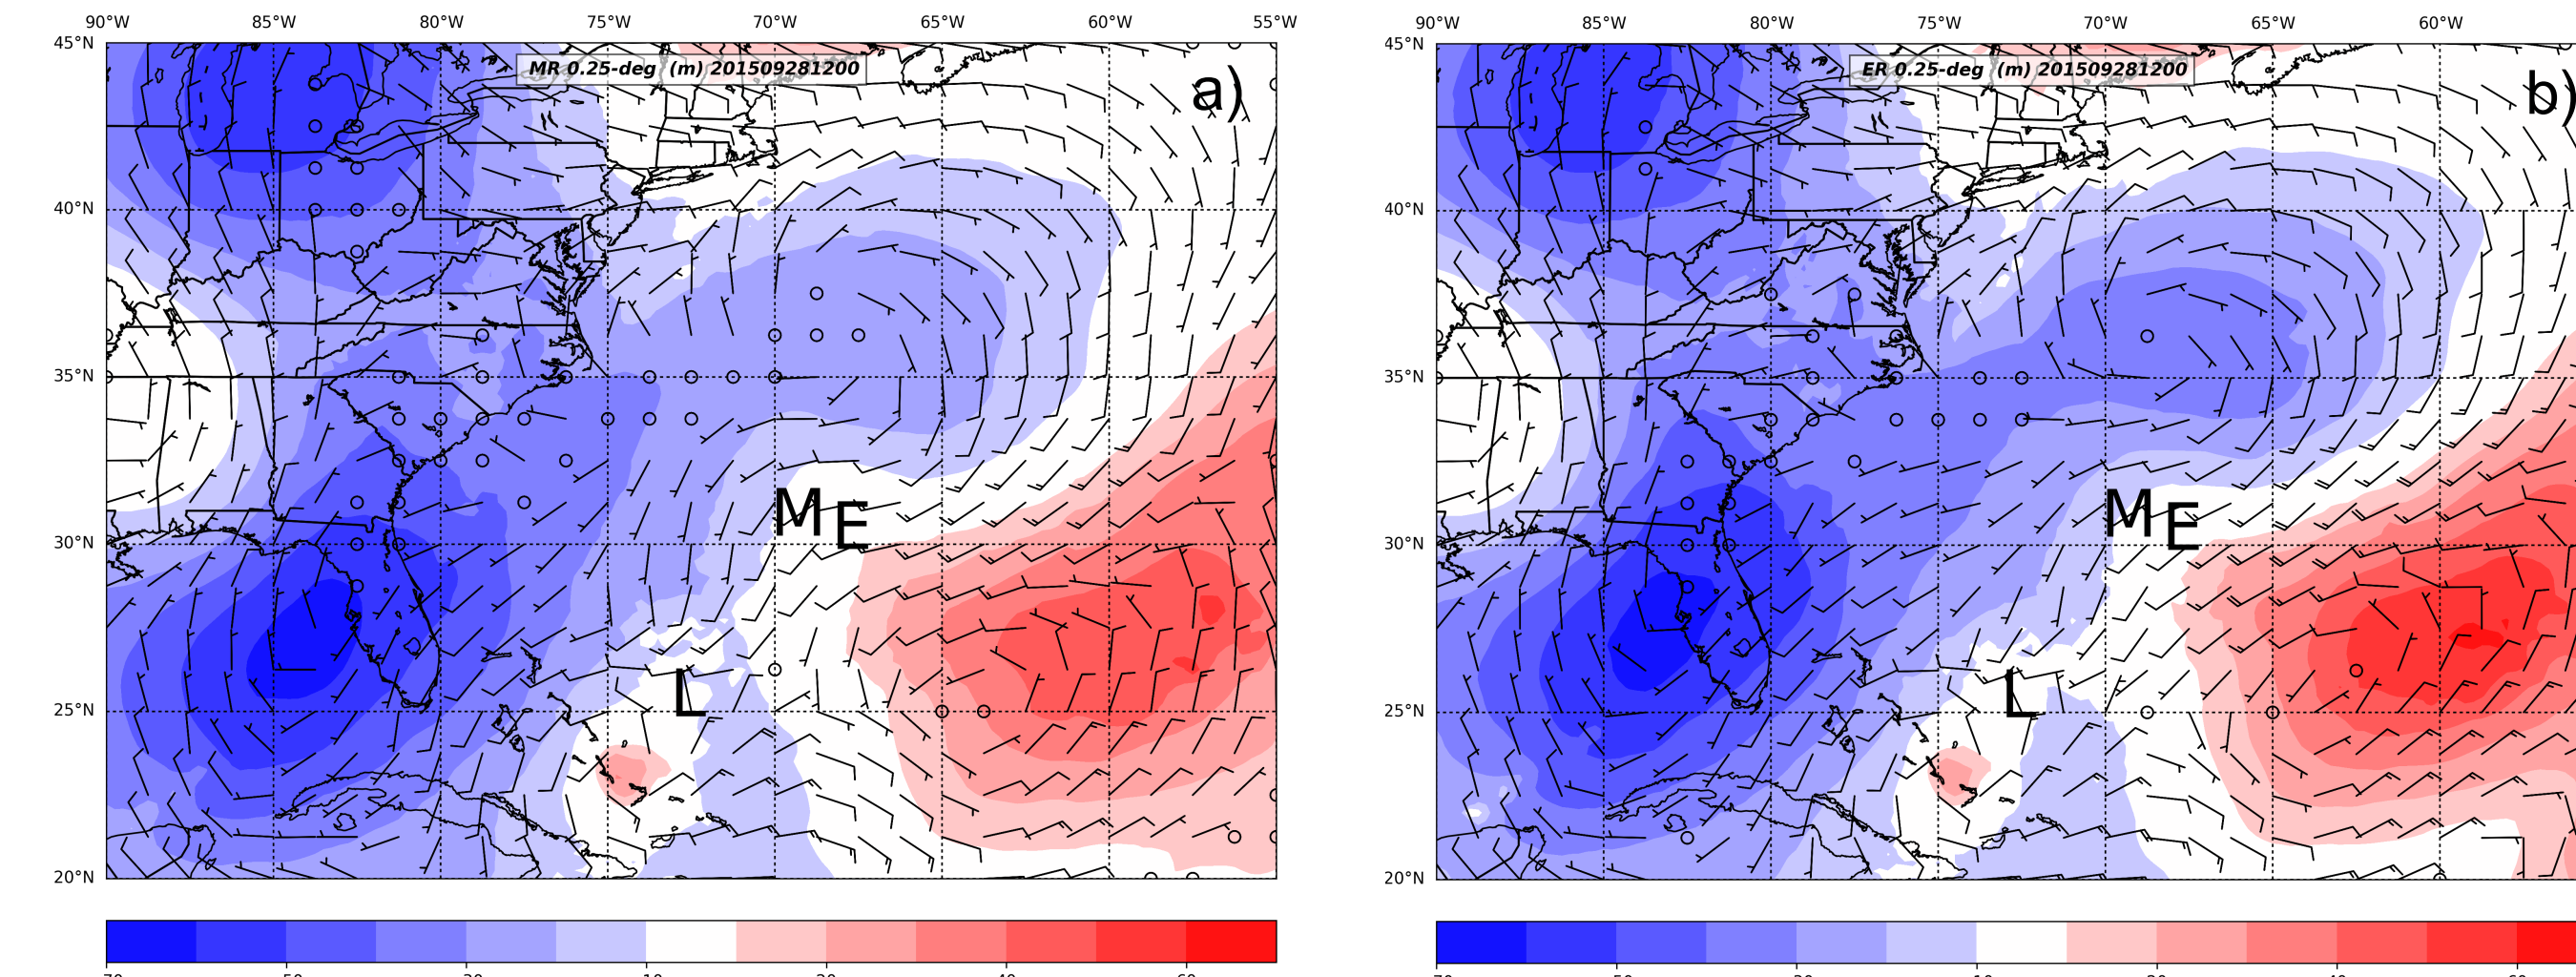 90°W 85°W 80°W 75°W 70°W 65°W 60°W 55°W
45°N
MR 0.25-deg (m) 201509281200
a)
40°N
35°N
M E
30°N
L
25°N
20°N
90°W 85°W 80°W 75°W 70°W 65°W 60°W
45°N
ER 0.25-deg (m) 201509281200
b)
40°N
35°N
M E
30°N
L
25°N
20°N